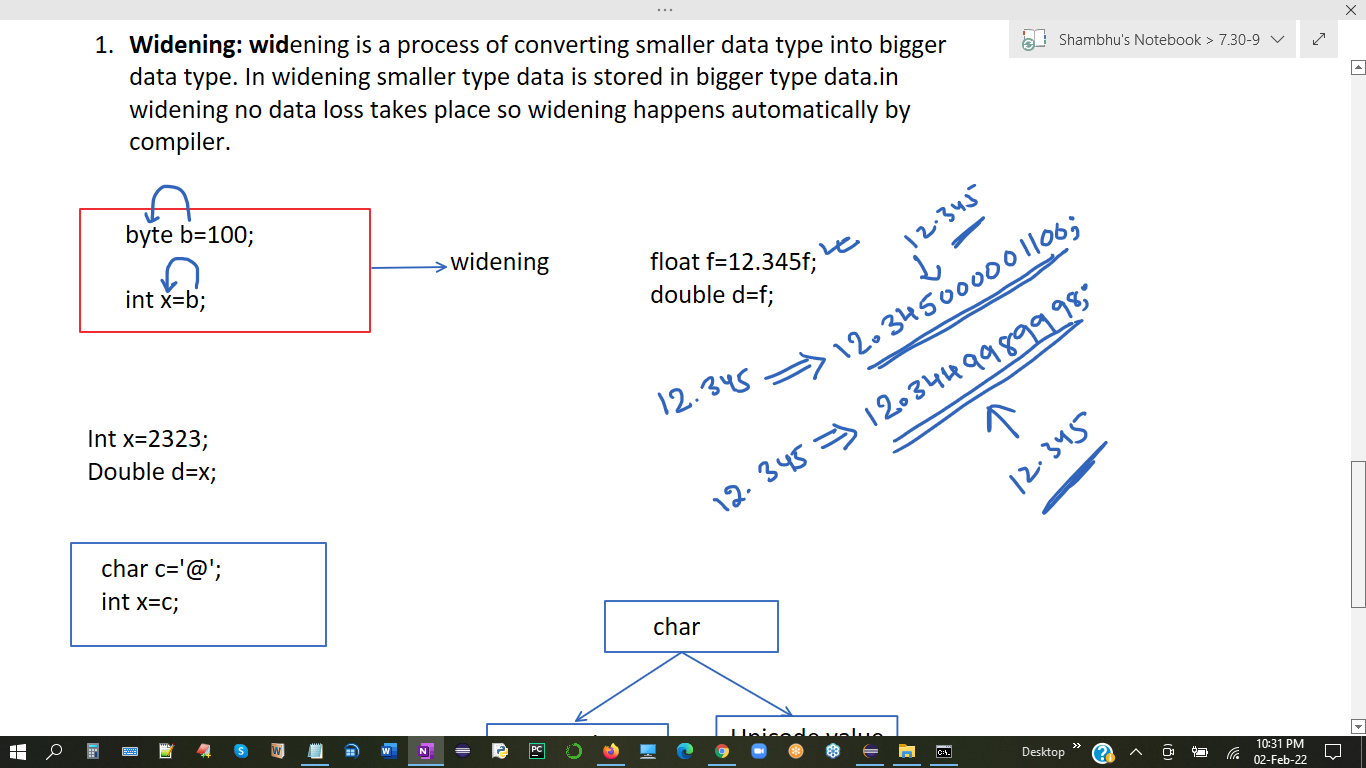 Shambhu's Notebook > 7.30-9
1. Widening: widening is a process of converting smaller data type into bigger
data type. In widening smaller type data is stored in bigger type data.in
widening no data loss takes place so widening happens automatically by
compiler.
byte b=100;
int x=b;
widening
float f=12.345f;
double d=f;
12.345
12.345 ⇒ 12.345000001106;
12.345 ⇒ 12.3449989998;
12.345
Int x=2323;
Double d=x;
char c='@';
int x=c;
char
Unicode value
Desktop
10:31 PM
02-Feb-22